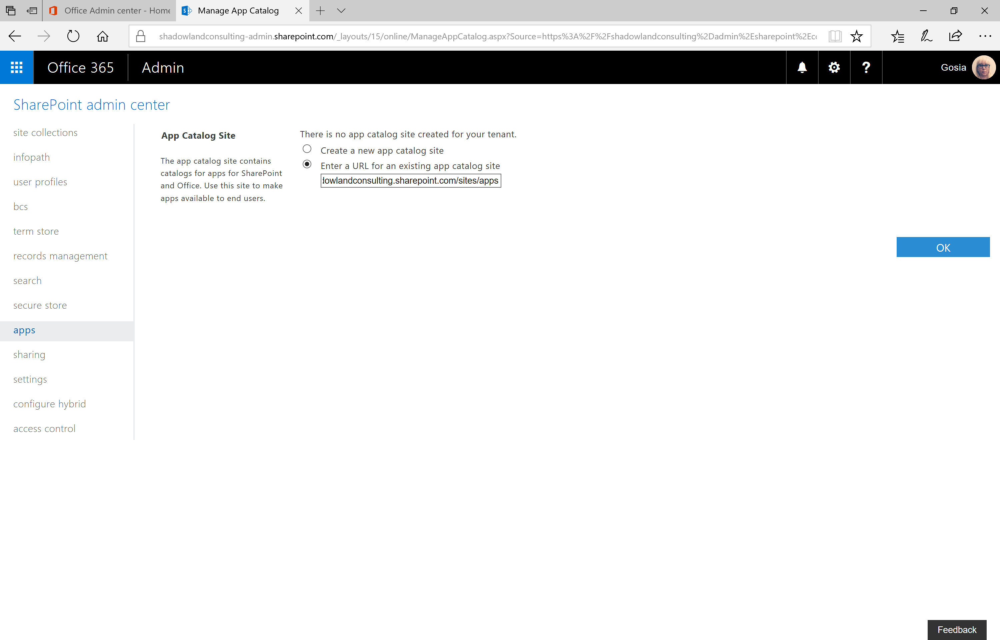 Office Admin center - Home
Manage App Catalog
shadowlandconsulting-admin.sharepoint.com/_layouts/15/online/ManageAppCatalog.aspx?Source=https%3A%2F%2Fshadowlandconsulting%2Dadmin%2Esharepoint%2Eco
Office 365
Admin
Gosia
SharePoint admin center
site collections
infopath
user profiles
bcs
term store
records management
search
secure store
apps
sharing
settings
configure hybrid
access control
App Catalog Site
The app catalog site contains
catalogs for apps for SharePoint
and Office. Use this site to make
apps available to end users.
There is no app catalog site created for your tenant.
Create a new app catalog site
Enter a URL for an existing app catalog site
dowlandconsulting.sharepoint.com/sites/apps
OK
Feedback